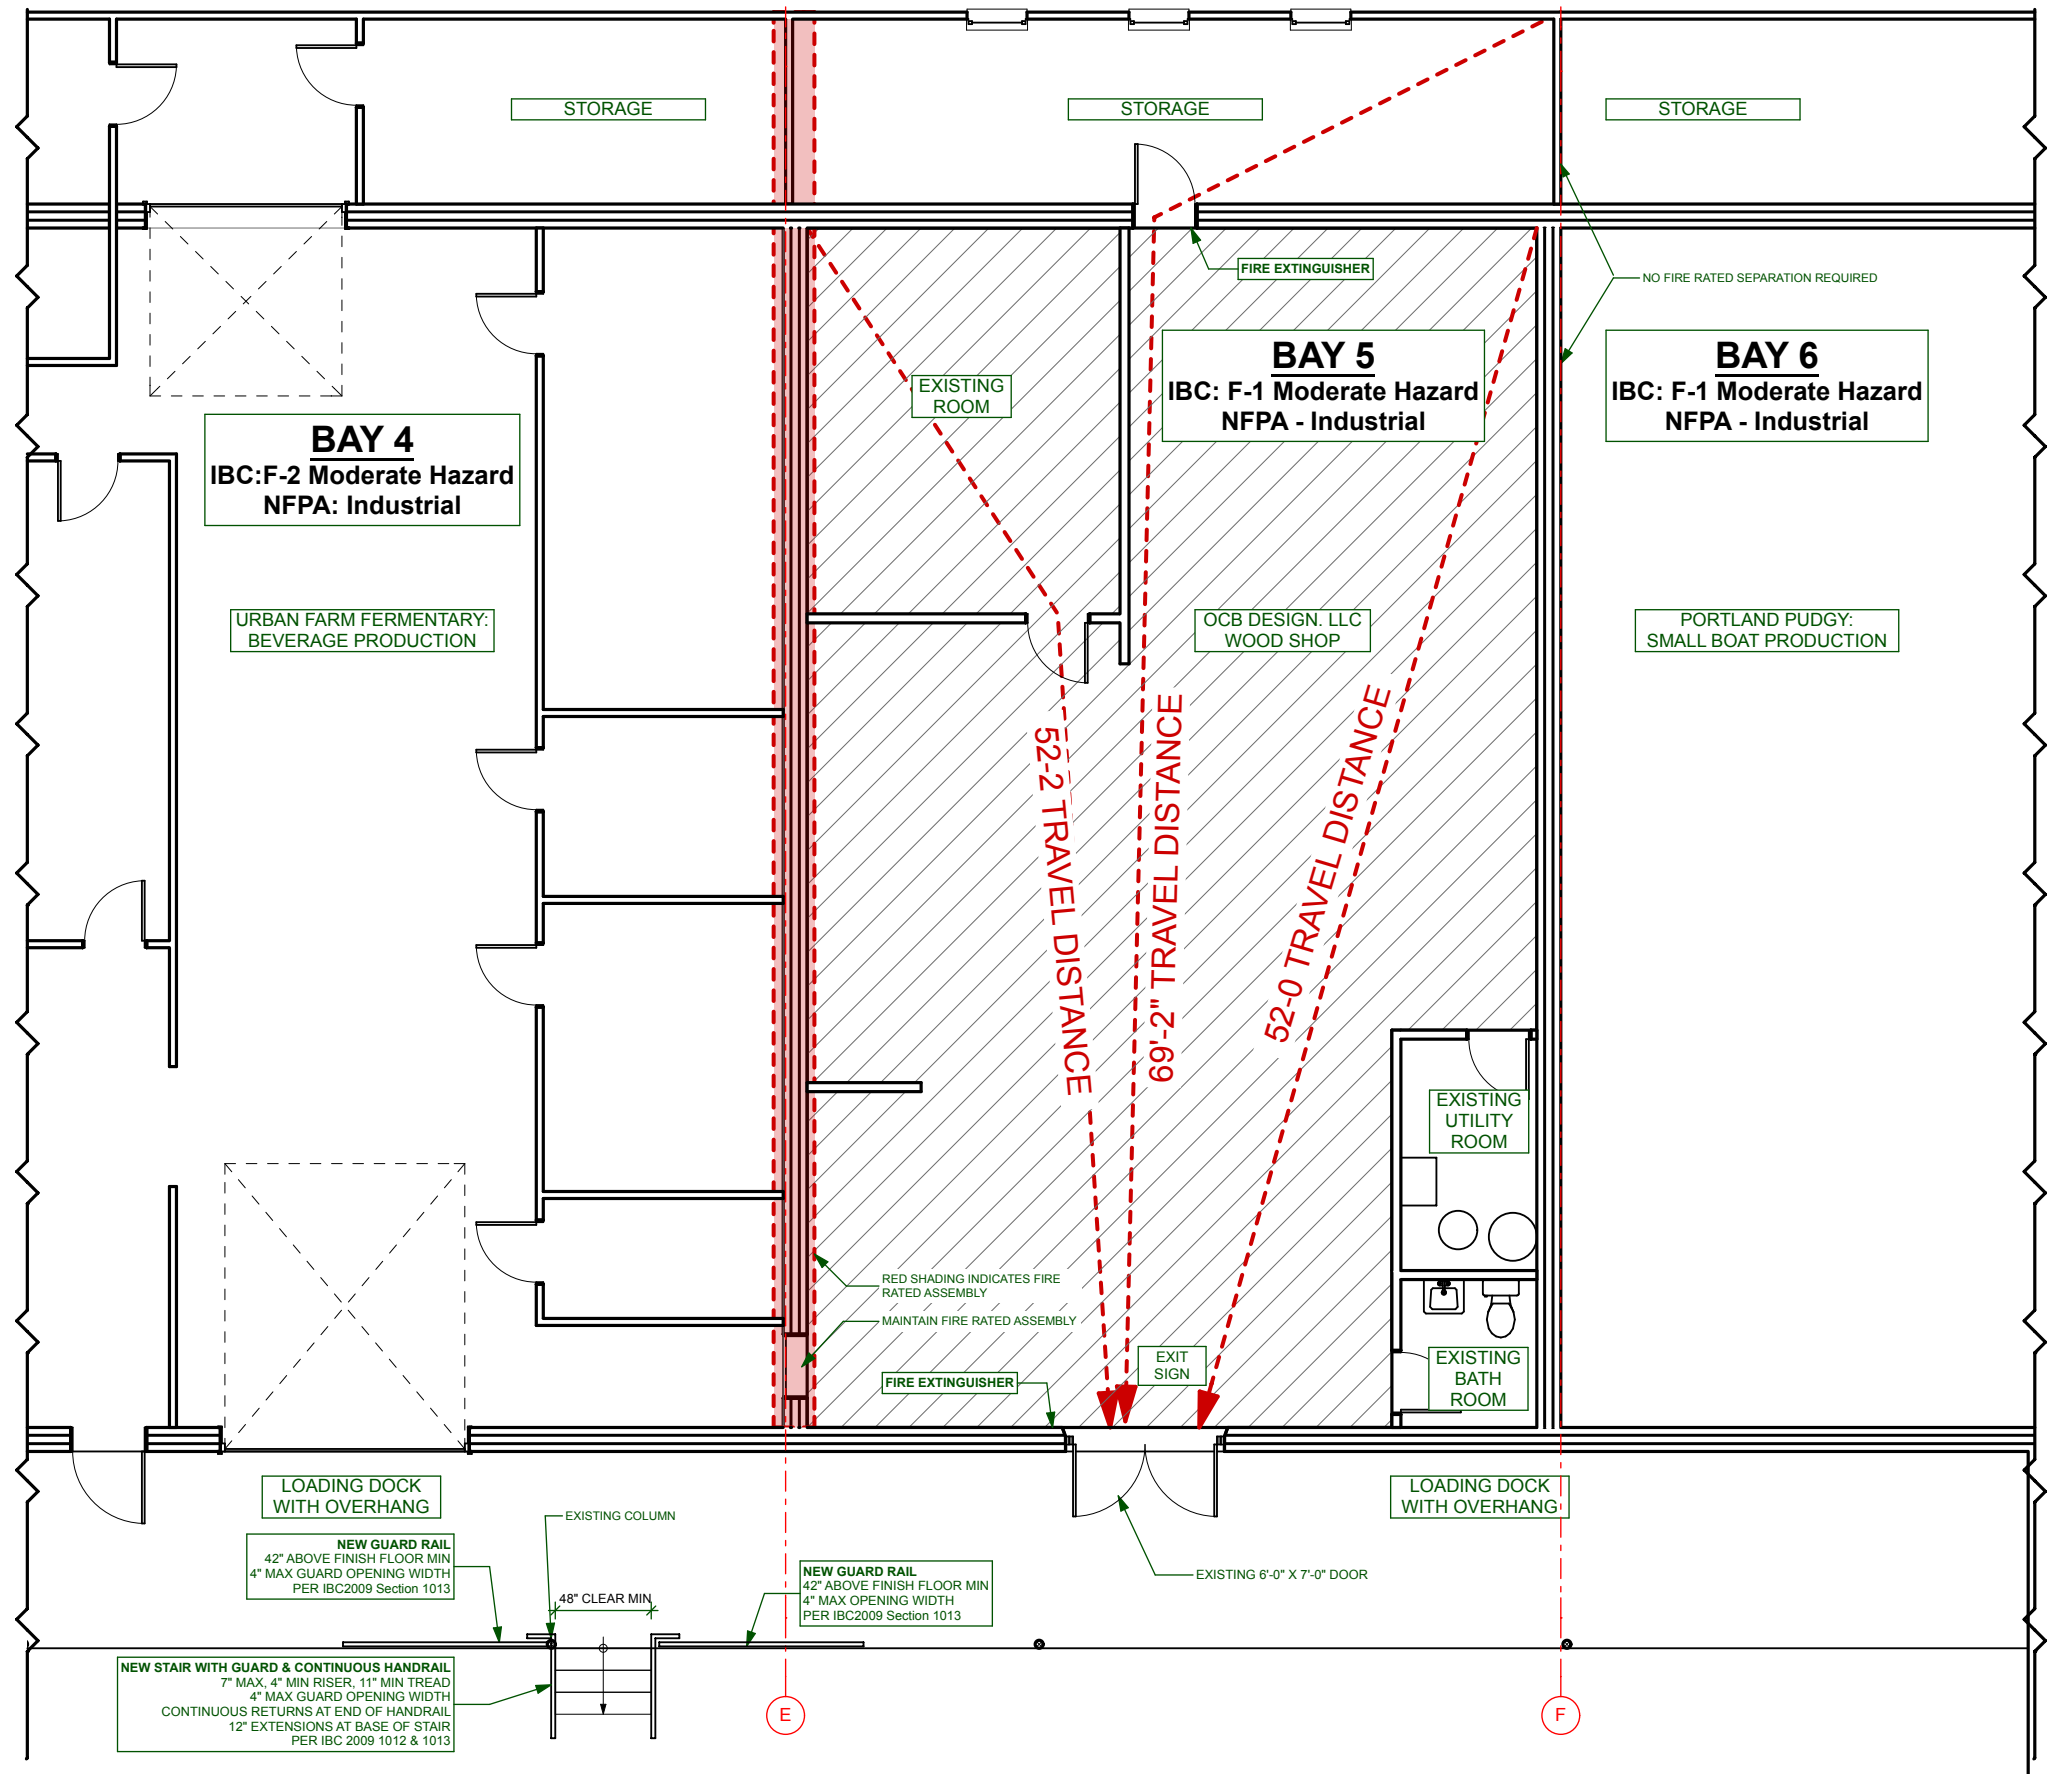 STORAGE
STORAGE
STORAGE
FIRE EXTINGUISHER
NO FIRE RATED SEPARATION REQUIRED
BAY 4
IBC:F-2 Moderate Hazard
NFPA: Industrial
EXISTING
ROOM
BAY 5
IBC: F-1 Moderate Hazard
NFPA - Industrial
BAY 6
IBC: F-1 Moderate Hazard
NFPA - Industrial
URBAN FARM FERMENTARY:
BEVERAGE PRODUCTION
OCB DESIGN. LLC
WOOD SHOP
PORTLAND PUDGY:
SMALL BOAT PRODUCTION
52-2 TRAVEL DISTANCE
69'-2" TRAVEL DISTANCE
52-0 TRAVEL DISTANCE
EXISTING
UTILITY
ROOM
RED SHADING INDICATES FIRE
RATED ASSEMBLY
MAINTAIN FIRE RATED ASSEMBLY
FIRE EXTINGUISHER
EXIT
SIGN
EXISTING
BATH
ROOM
LOADING DOCK
WITH OVERHANG
LOADING DOCK
WITH OVERHANG
EXISTING COLUMN
NEW GUARD RAIL
42" ABOVE FINISH FLOOR MIN
4" MAX GUARD OPENING WIDTH
PER IBC2009 Section 1013
48" CLEAR MIN
NEW GUARD RAIL
42" ABOVE FINISH FLOOR MIN
4" MAX OPENING WIDTH
PER IBC2009 Section 1013
EXISTING 6'-0" X 7'-0" DOOR
NEW STAIR WITH GUARD & CONTINUOUS HANDRAIL
7" MAX, 4" MIN RISER, 11" MIN TREAD
4" MAX GUARD OPENING WIDTH
CONTINUOUS RETURNS AT END OF HANDRAIL
12" EXTENSIONS AT BASE OF STAIR
PER IBC 2009 1012 & 1013
E
F